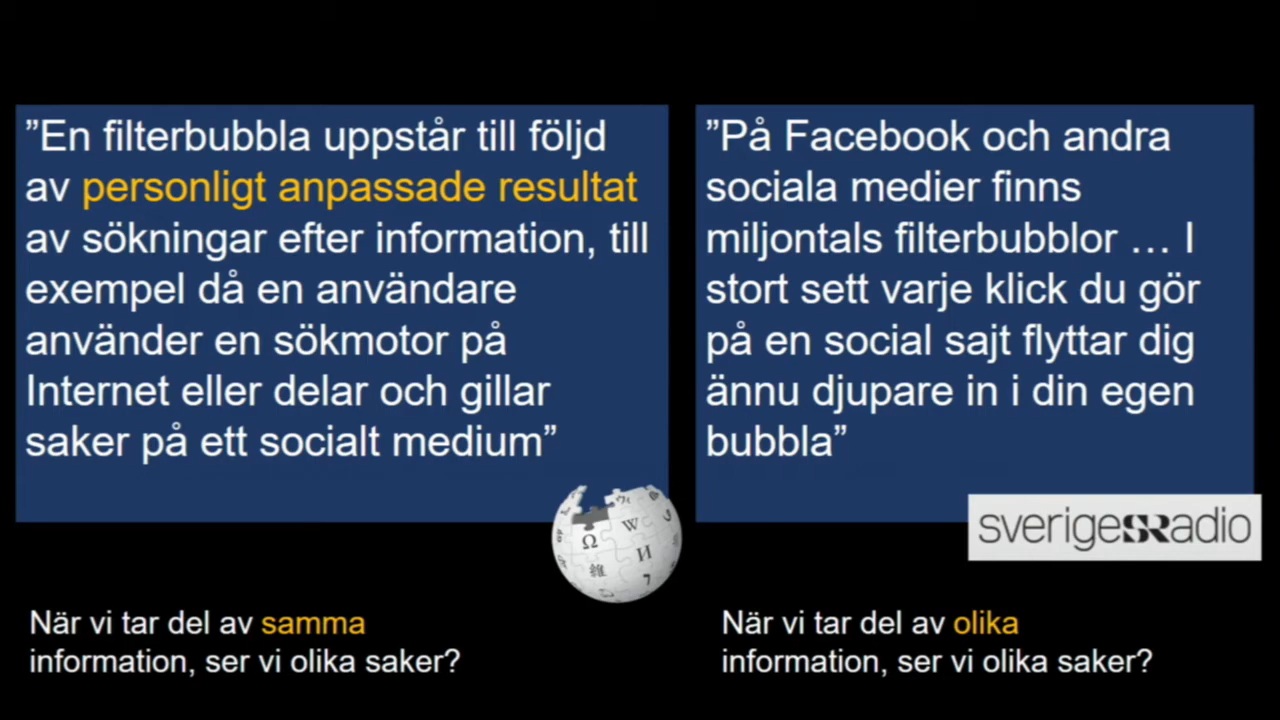 ”En filterbubbla uppstår till följd
av personligt anpassade resultat
av sökningar efter information, till
exempel då en användare
använder en sökmotor på
Internet eller delar och gillar
saker på ett socialt medium”
Ω W И
維 7
När vi tar del av samma
information, ser vi olika saker?
”På Facebook och andra
sociala medier finns
miljontals filterbubblor … I
stort sett varje klick du gör
på en social sajt flyttar dig
ännu djupare in i din egen
bubbla”
sverigesSRadio
När vi tar del av olika
information, ser vi olika saker?